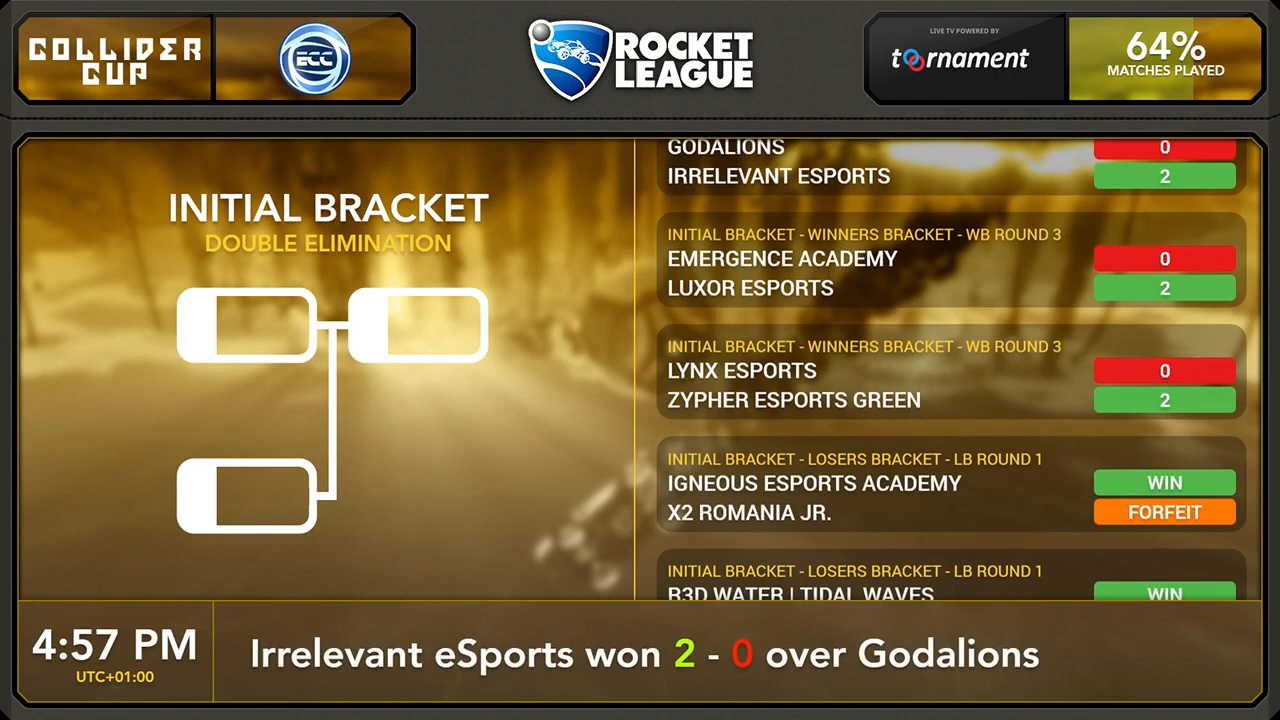 COLLIDER
CUP
ECC
ROCKET
LEAGUE
LIVE TV POWERED BY
toornament
64%
MATCHES PLAYED
INITIAL BRACKET
DOUBLE ELIMINATION
GODALIONS 0
IRRELEVANT ESPORTS 2
INITIAL BRACKET - WINNERS BRACKET - WB ROUND 3
EMERGENCE ACADEMY 0
LUXOR ESPORTS 2
INITIAL BRACKET - WINNERS BRACKET - WB ROUND 3
LYNX ESPORTS 0
ZYPHER ESPORTS GREEN 2
INITIAL BRACKET - LOSERS BRACKET - LB ROUND 1
IGNEOUS ESPORTS ACADEMY WIN
X2 ROMANIA JR. FORFEIT
INITIAL BRACKET - LOSERS BRACKET - LB ROUND 1
R3D WATER | TIDAL WAVES WIN
4:57 PM
UTC+01:00
Irrelevant eSports won 2 - 0 over Godalions